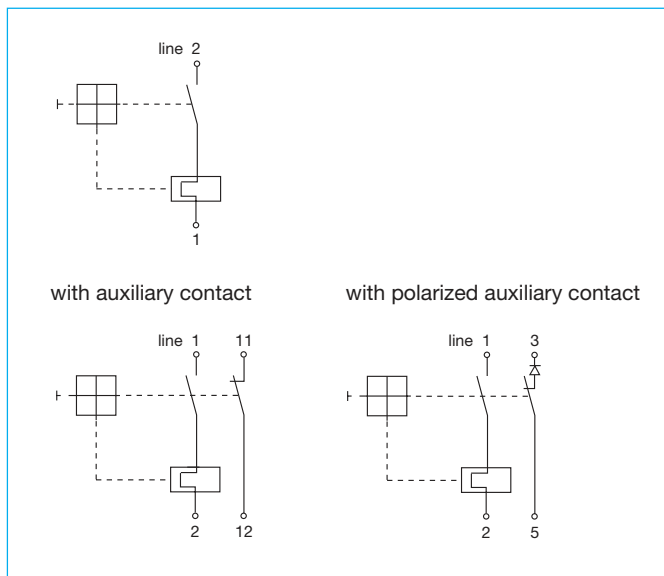 line 2
1
with auxiliary contact
line 1 11
2 12
with polarized auxiliary contact
line 1 3
2 5